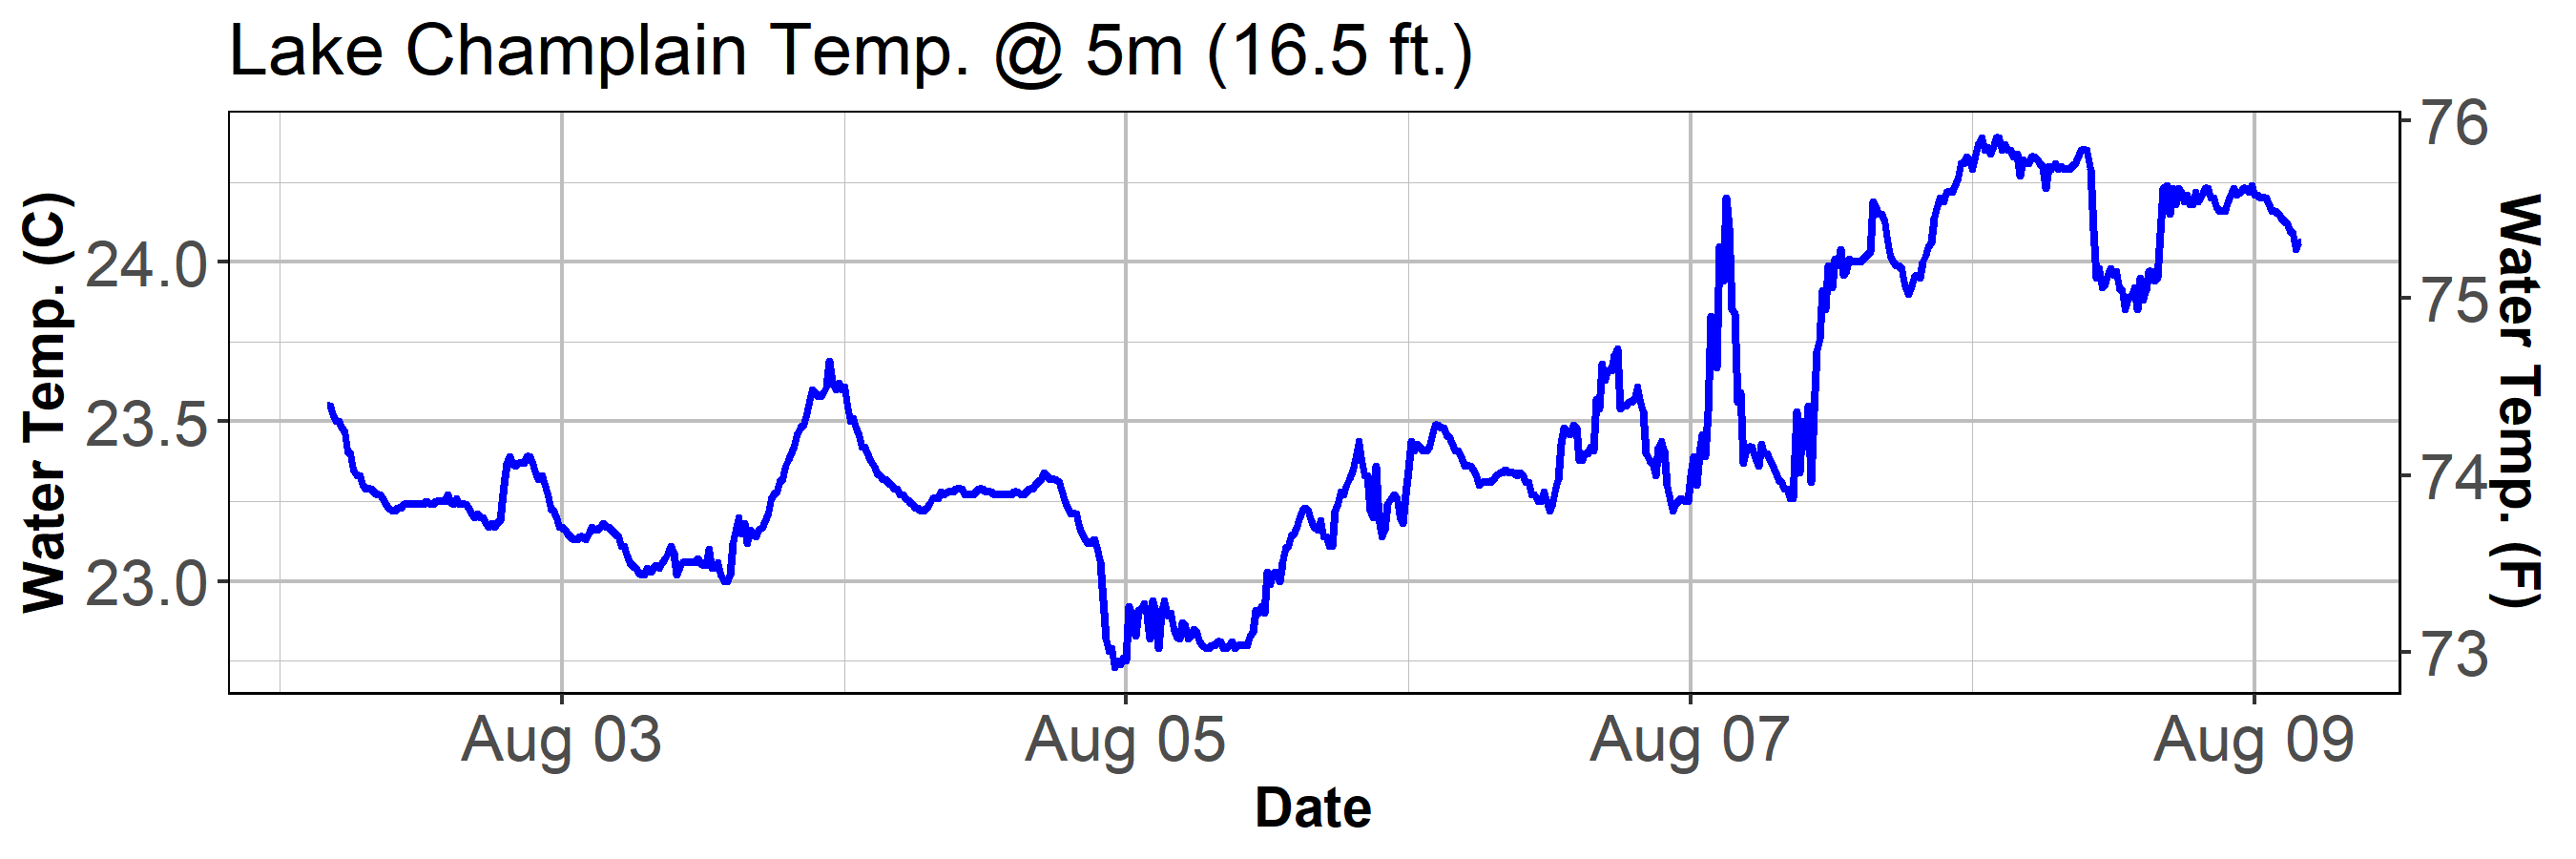 Lake Champlain Temp. @ 5m (16.5 ft.)
Water Temp. (C)
24.0
23.5
23.0
76
75
74
73
Water Temp. (F)
Aug 03 Aug 05 Aug 07 Aug 09
Date